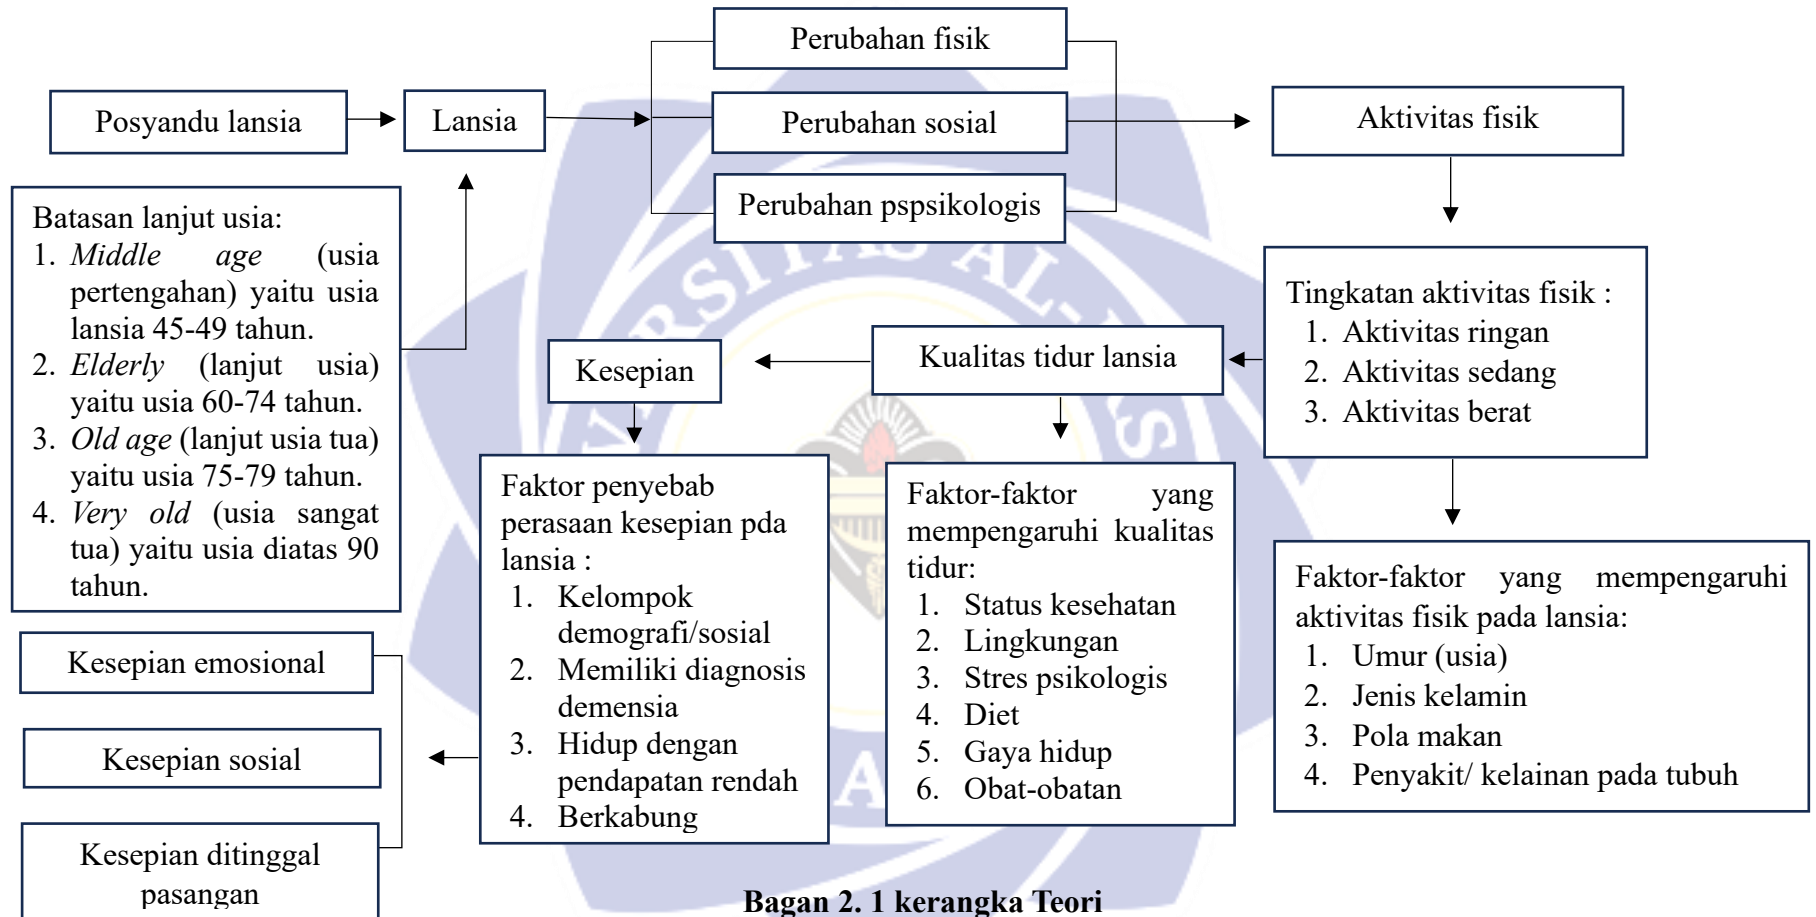 Perubahan fisik
Posyandu lansia
Lansia
Perubahan sosial
Aktivitas fisik
Perubahan pspsikologis
Batasan lanjut usia:
1. Middle age (usia
pertengahan) yaitu usia
lansia 45-49 tahun.
2. Elderly (lanjut usia)
yaitu usia 60-74 tahun.
3. Old age (lanjut usia tua)
yaitu usia 75-79 tahun.
4. Very old (usia sangat
tua) yaitu usia diatas 90
tahun.
Tingkatan aktivitas fisik :
1. Aktivitas ringan
2. Aktivitas sedang
3. Aktivitas berat
Kualitas tidur lansia
Kesepian
Faktor penyebab
perasaan kesepian pda
lansia :
1. Kelompok
demografi/sosial
2. Memiliki diagnosis
demensia
3. Hidup dengan
pendapatan rendah
4. Berkabung
Faktor-faktor yang
mempengaruhi kualitas
tidur:
1. Status kesehatan
2. Lingkungan
3. Stres psikologis
4. Diet
5. Gaya hidup
6. Obat-obatan
Faktor-faktor yang mempengaruhi
aktivitas fisik pada lansia:
1. Umur (usia)
2. Jenis kelamin
3. Pola makan
4. Penyakit/ kelainan pada tubuh
Kesepian emosional
Kesepian sosial
Kesepian ditinggal
pasangan
Bagan 2. 1 kerangka Teori